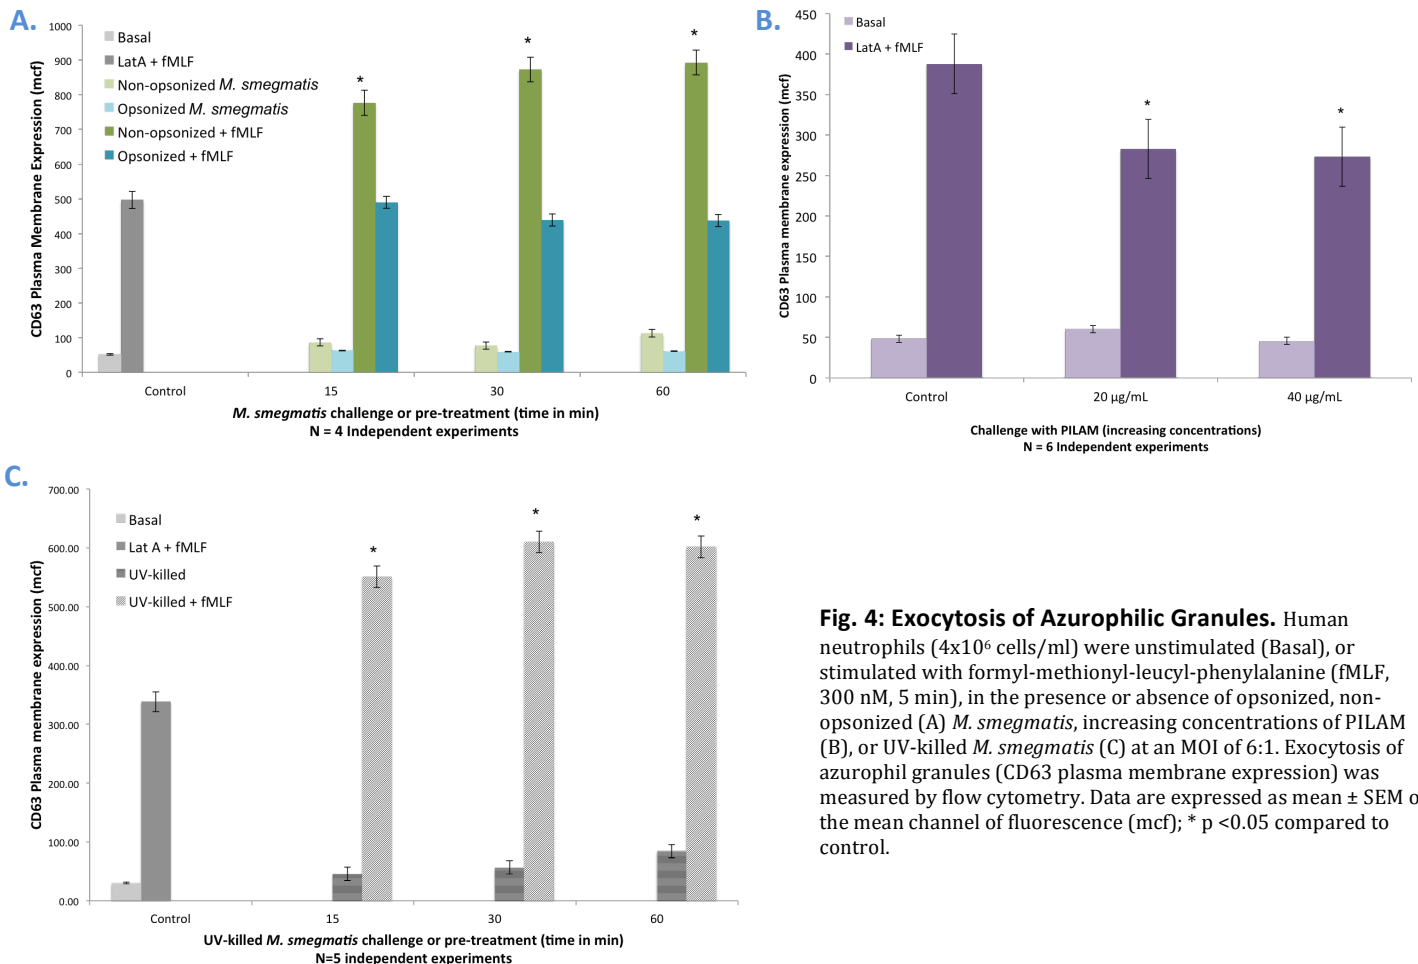 A.
CD63 Plasma Membrane Expression (mcf)
1000
900
800
700
600
500
400
300
200
100
0
Basal
LatA + fMLF
Non-opsonized M. smegmatis
Opsonized M. smegmatis
Non-opsonized + fMLF
Opsonized + fMLF
*
*
*
Control
15
30
60
M. smegmatis challenge or pre-treatment (time in min)
N = 4 Independent experiments
B.
CD63 Plasma membrane expression (mcf)
450
400
350
300
250
200
150
100
50
0
Basal
LatA + fMLF
*
*
Control
20 µg/mL
40 µg/mL
Challenge with PILAM (increasing concentrations)
N = 6 Independent experiments
C.
CD63 Plasma membrane expression (mcf)
700.00
600.00
500.00
400.00
300.00
200.00
100.00
0.00
Basal
Lat A + fMLF
UV-killed
UV-killed + fMLF
*
*
*
Control
15
30
60
UV-killed M. smegmatis challenge or pre-treatment (time in min)
N=5 independent experiments
Fig. 4: Exocytosis of Azurophilic Granules. Human
neutrophils (4x10⁶ cells/ml) were unstimulated (Basal), or
stimulated with formyl-methionyl-leucyl-phenylalanine (fMLF,
300 nM, 5 min), in the presence or absence of opsonized, non-
opsonized (A) M. smegmatis, increasing concentrations of PILAM
(B), or UV-killed M. smegmatis (C) at an MOI of 6:1. Exocytosis of
azurophil granules (CD63 plasma membrane expression) was
measured by flow cytometry. Data are expressed as mean ± SEM o
the mean channel of fluorescence (mcf); * p <0.05 compared to
control.